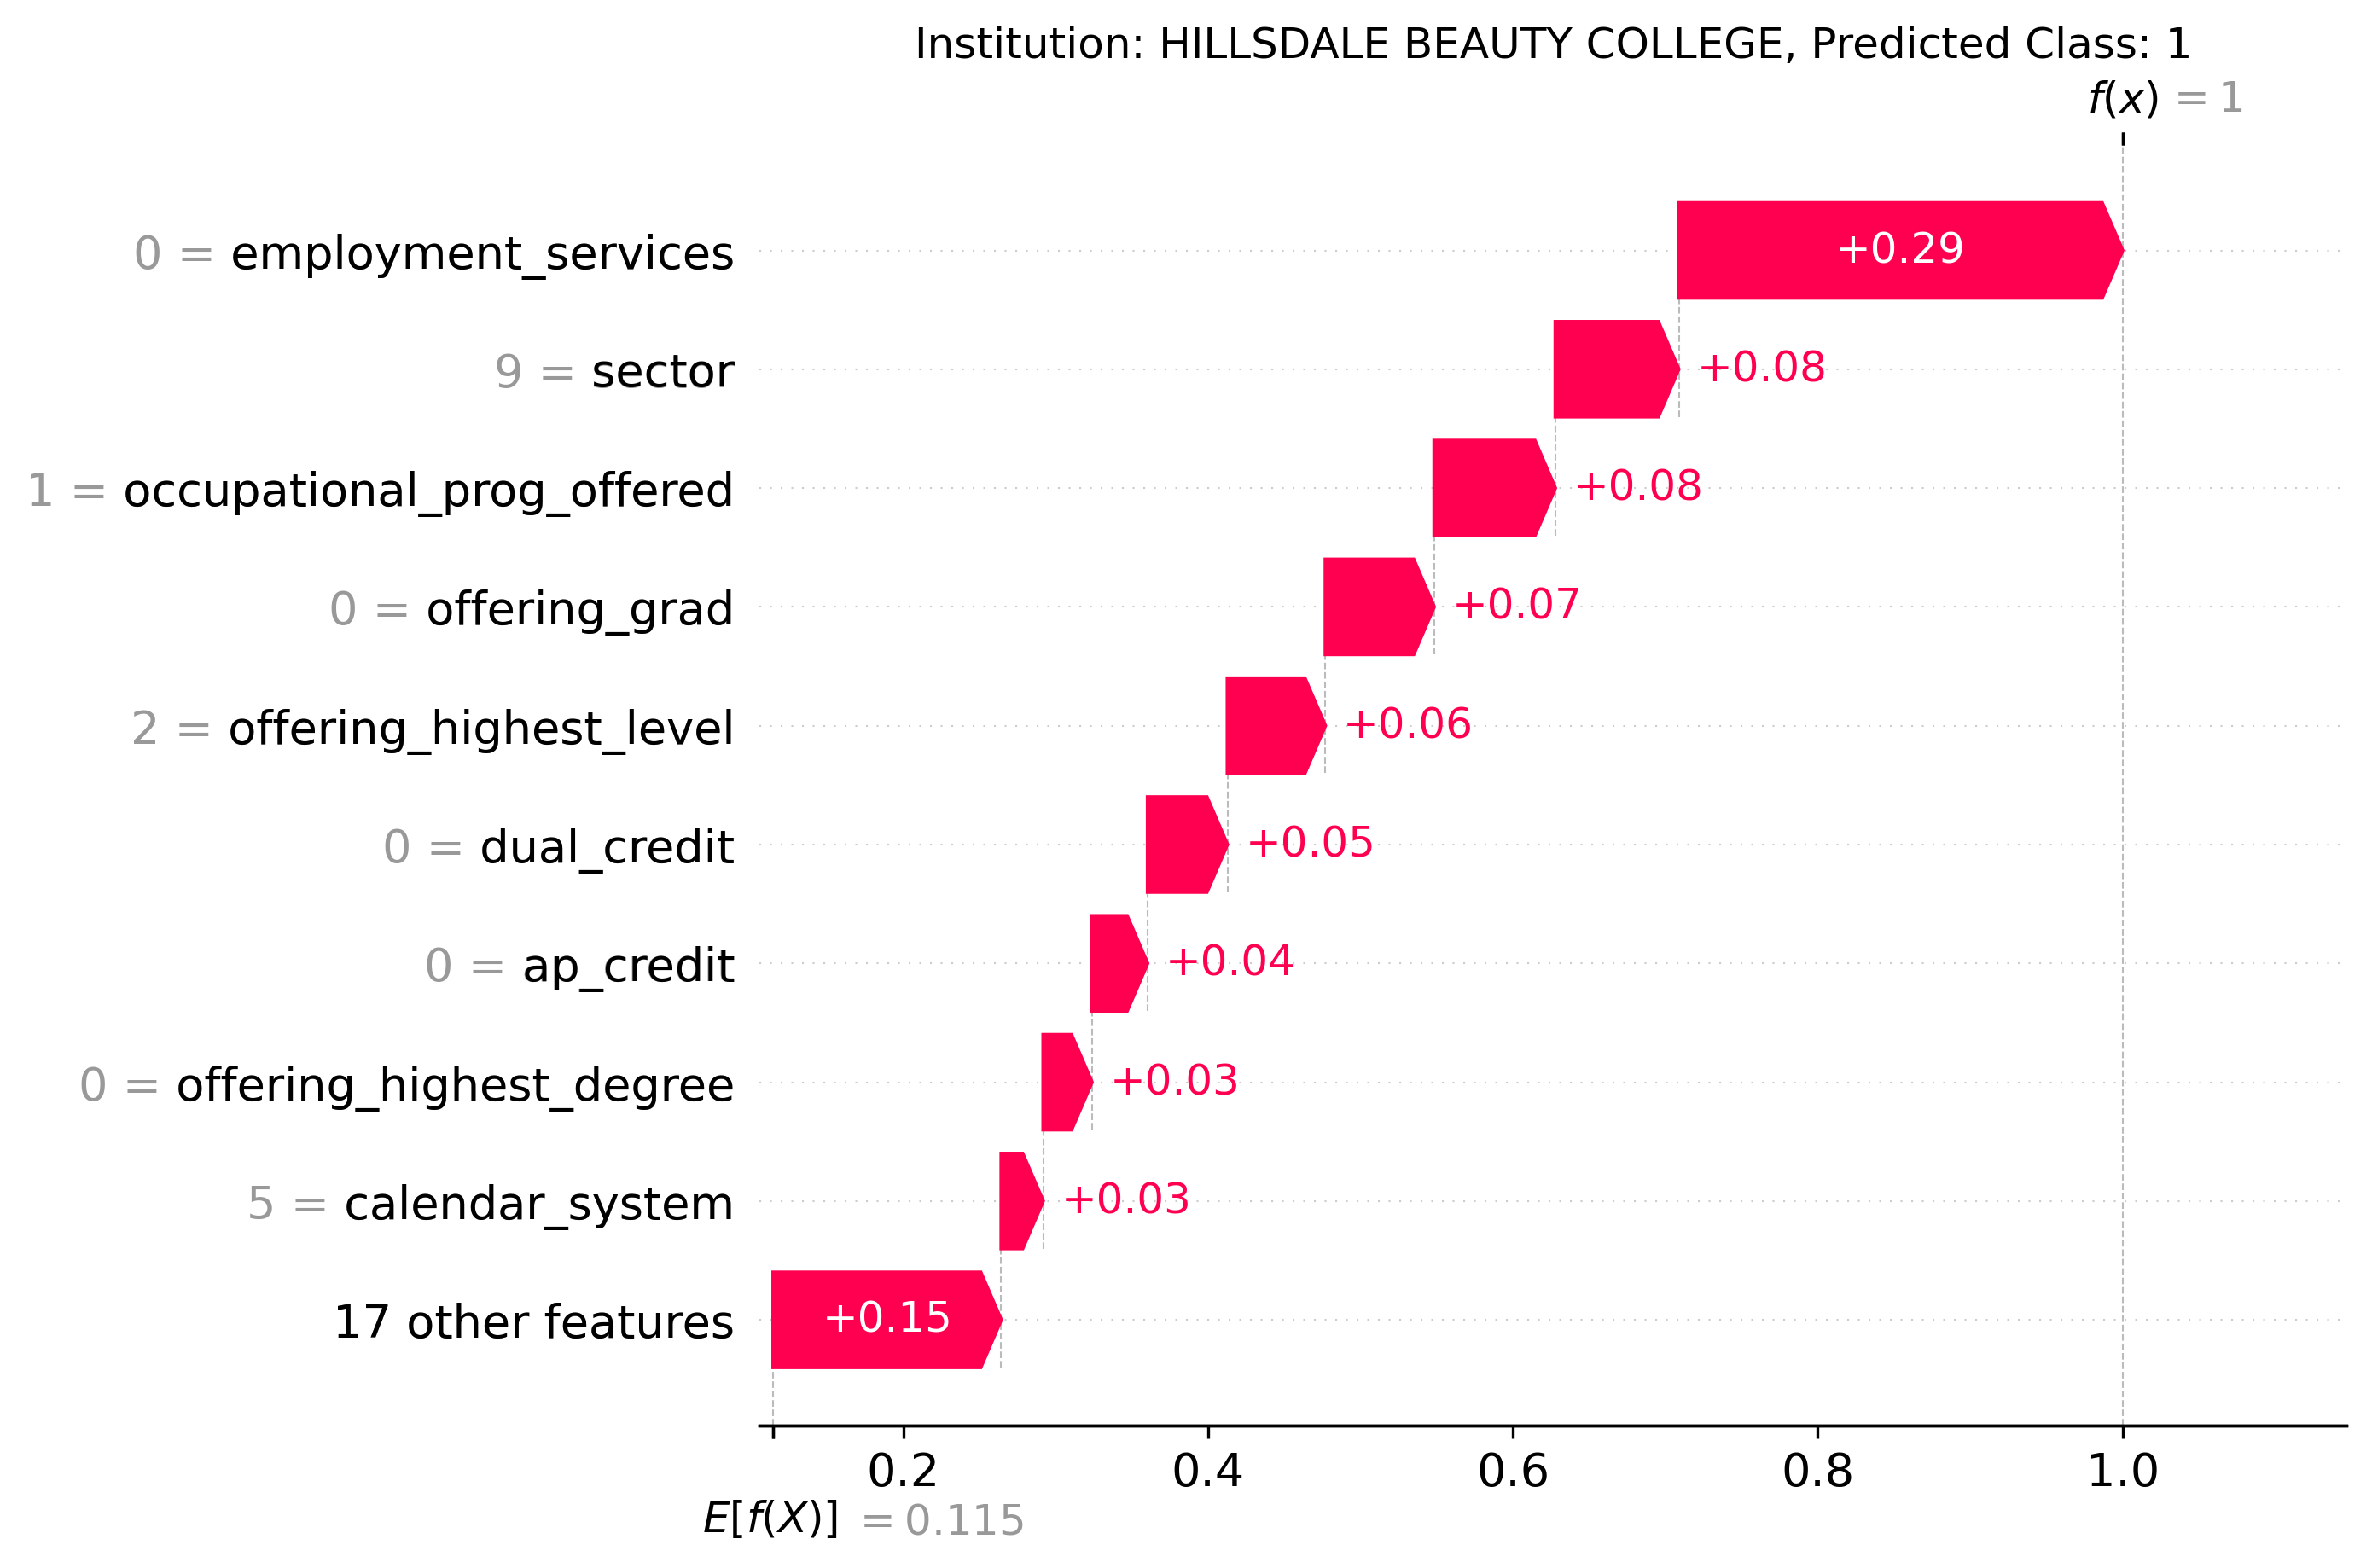 Institution: HILLSDALE BEAUTY COLLEGE, Predicted Class: 1
f(x) = 1
0 = employment_services +0.29
9 = sector +0.08
1 = occupational_prog_offered +0.08
0 = offering_grad +0.07
2 = offering_highest_level +0.06
0 = dual_credit +0.05
0 = ap_credit +0.04
0 = offering_highest_degree +0.03
5 = calendar_system +0.03
17 other features +0.15
0.2 0.4 0.6 0.8 1.0
E[f(X)] = 0.115